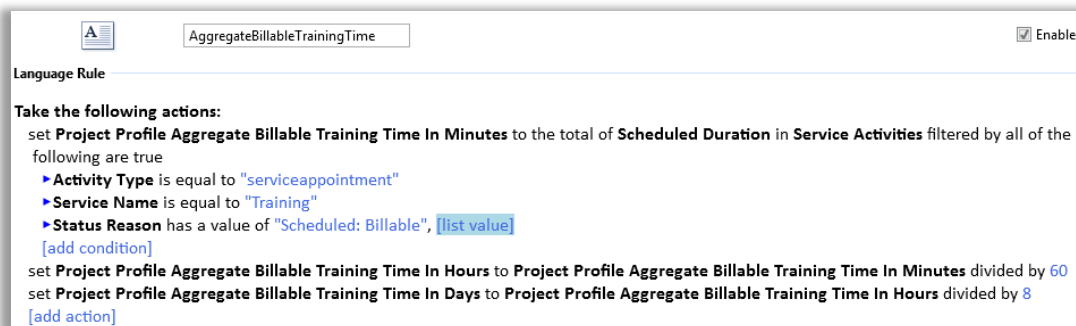 A
AggregateBillableTrainingTime
Enable
Language Rule
Take the following actions:
set Project Profile Aggregate Billable Training Time In Minutes to the total of Scheduled Duration in Service Activities filtered by all of the
following are true
Activity Type is equal to "serviceappointment"
Service Name is equal to "Training"
Status Reason has a value of "Scheduled: Billable", [list value]
[add condition]
set Project Profile Aggregate Billable Training Time In Hours to Project Profile Aggregate Billable Training Time In Minutes divided by 60
set Project Profile Aggregate Billable Training Time In Days to Project Profile Aggregate Billable Training Time In Hours divided by 8
[add action]